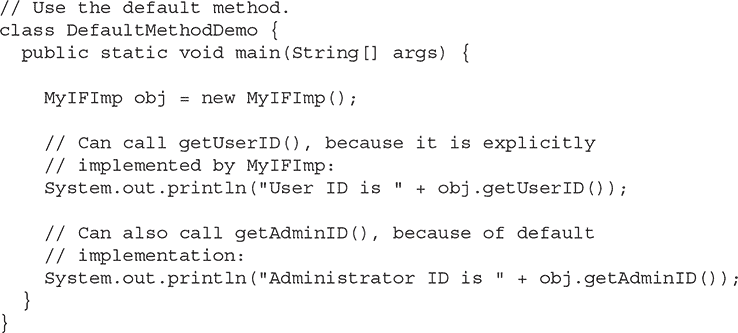 // Use the default method.
class DefaultMethodDemo {
  public static void main(String[] args) {

    MyIFImp obj = new MyIFImp();

    // Can call getUserID(), because it is explicitly
    // implemented by MyIFImp:
    System.out.println("User ID is " + obj.getUserID());

    // Can also call getAdminID(), because of default
    // implementation:
    System.out.println("Administrator ID is " + obj.getAdminID());
  }
}